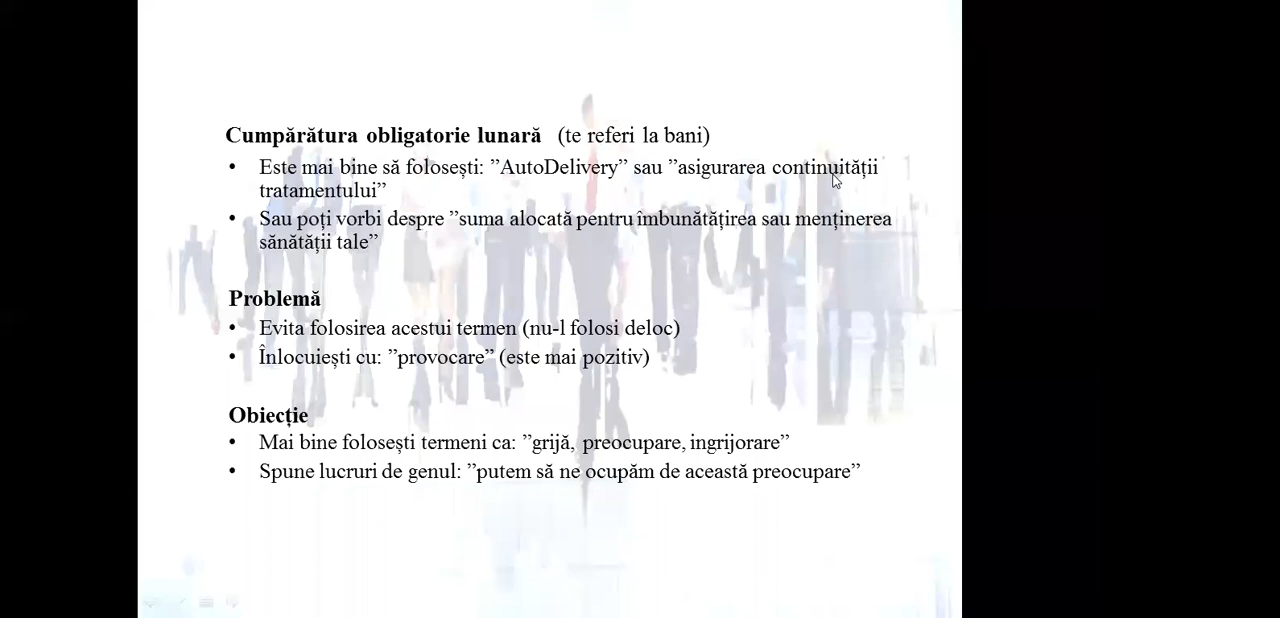 Cumpărătura obligatorie lunară (te referi la bani)
• Este mai bine să folosești: ”AutoDelivery” sau ”asigurarea continuității
tratamentului”
• Sau poți vorbi despre ”suma alocată pentru îmbunătățirea sau menținerea
sănătății tale”
Problemă
• Evita folosirea acestui termen (nu-l folosi deloc)
• Înlocuiești cu: ”provocare” (este mai pozitiv)
Obiecție
• Mai bine folosești termeni ca: ”grijă, preocupare, ingrijorare”
• Spune lucruri de genul: ”putem să ne ocupăm de această preocupare”